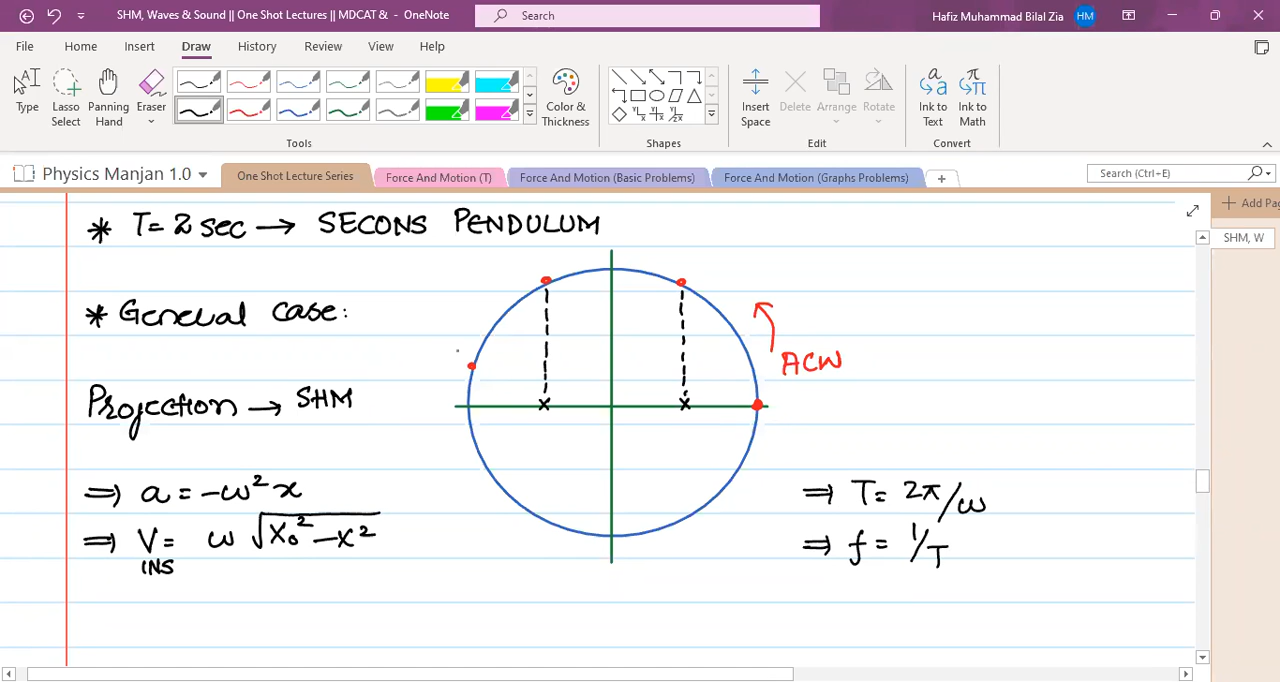 SHM, Waves & Sound || One Shot Lectures || MDCAT & - OneNote
Search
Hafiz Muhammad Bilal Zia
HM
File Home Insert Draw History Review View Help
Type
Lasso Select
Panning Hand
Eraser
Color & Thickness
Insert Space
Delete
Arrange
Rotate
Ink to Text
Ink to Math
Tools
Shapes
Edit
Convert
Physics Manjan 1.0
One Shot Lecture Series
Force And Motion (T)
Force And Motion (Basic Problems)
Force And Motion (Graphs Problems)
Search (Ctrl+E)
Add Pag
SHM, W
* T = 2 sec → SECONS PENDULUM
* General case:
ACW
Projection → SHM
⇒ a = -ω²x
⇒ V = ω √X₀² - x²
INS
⇒ T = 2π/ω
⇒ f = 1/T